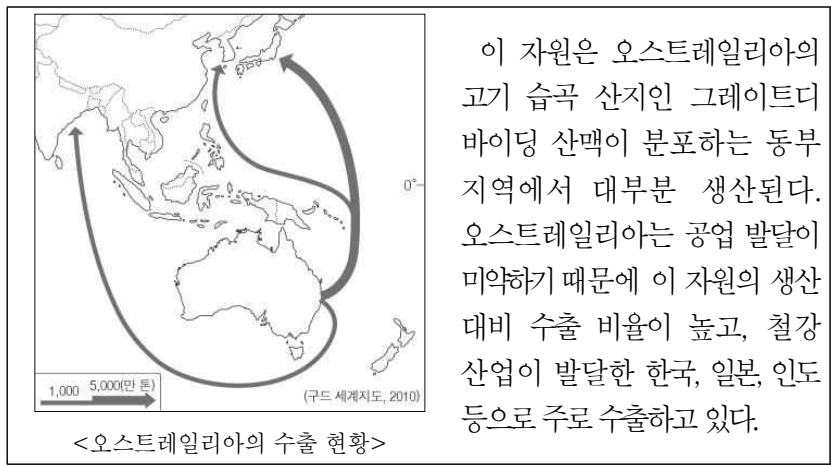 이 자원은 오스트레일리아의
고기 습곡 산지인 그레이트디
바이딩 산맥이 분포하는 동부
지역에서 대부분 생산된다.
오스트레일리아는 공업 발달이
미약하기 때문에 이 자원의 생산
대비 수출 비율이 높고, 철강
산업이 발달한 한국, 일본, 인도
등으로 주로 수출하고 있다.
0°
1,000 5,000(만 톤)
(구드 세계지도, 2010)
<오스트레일리아의 수출 현황>